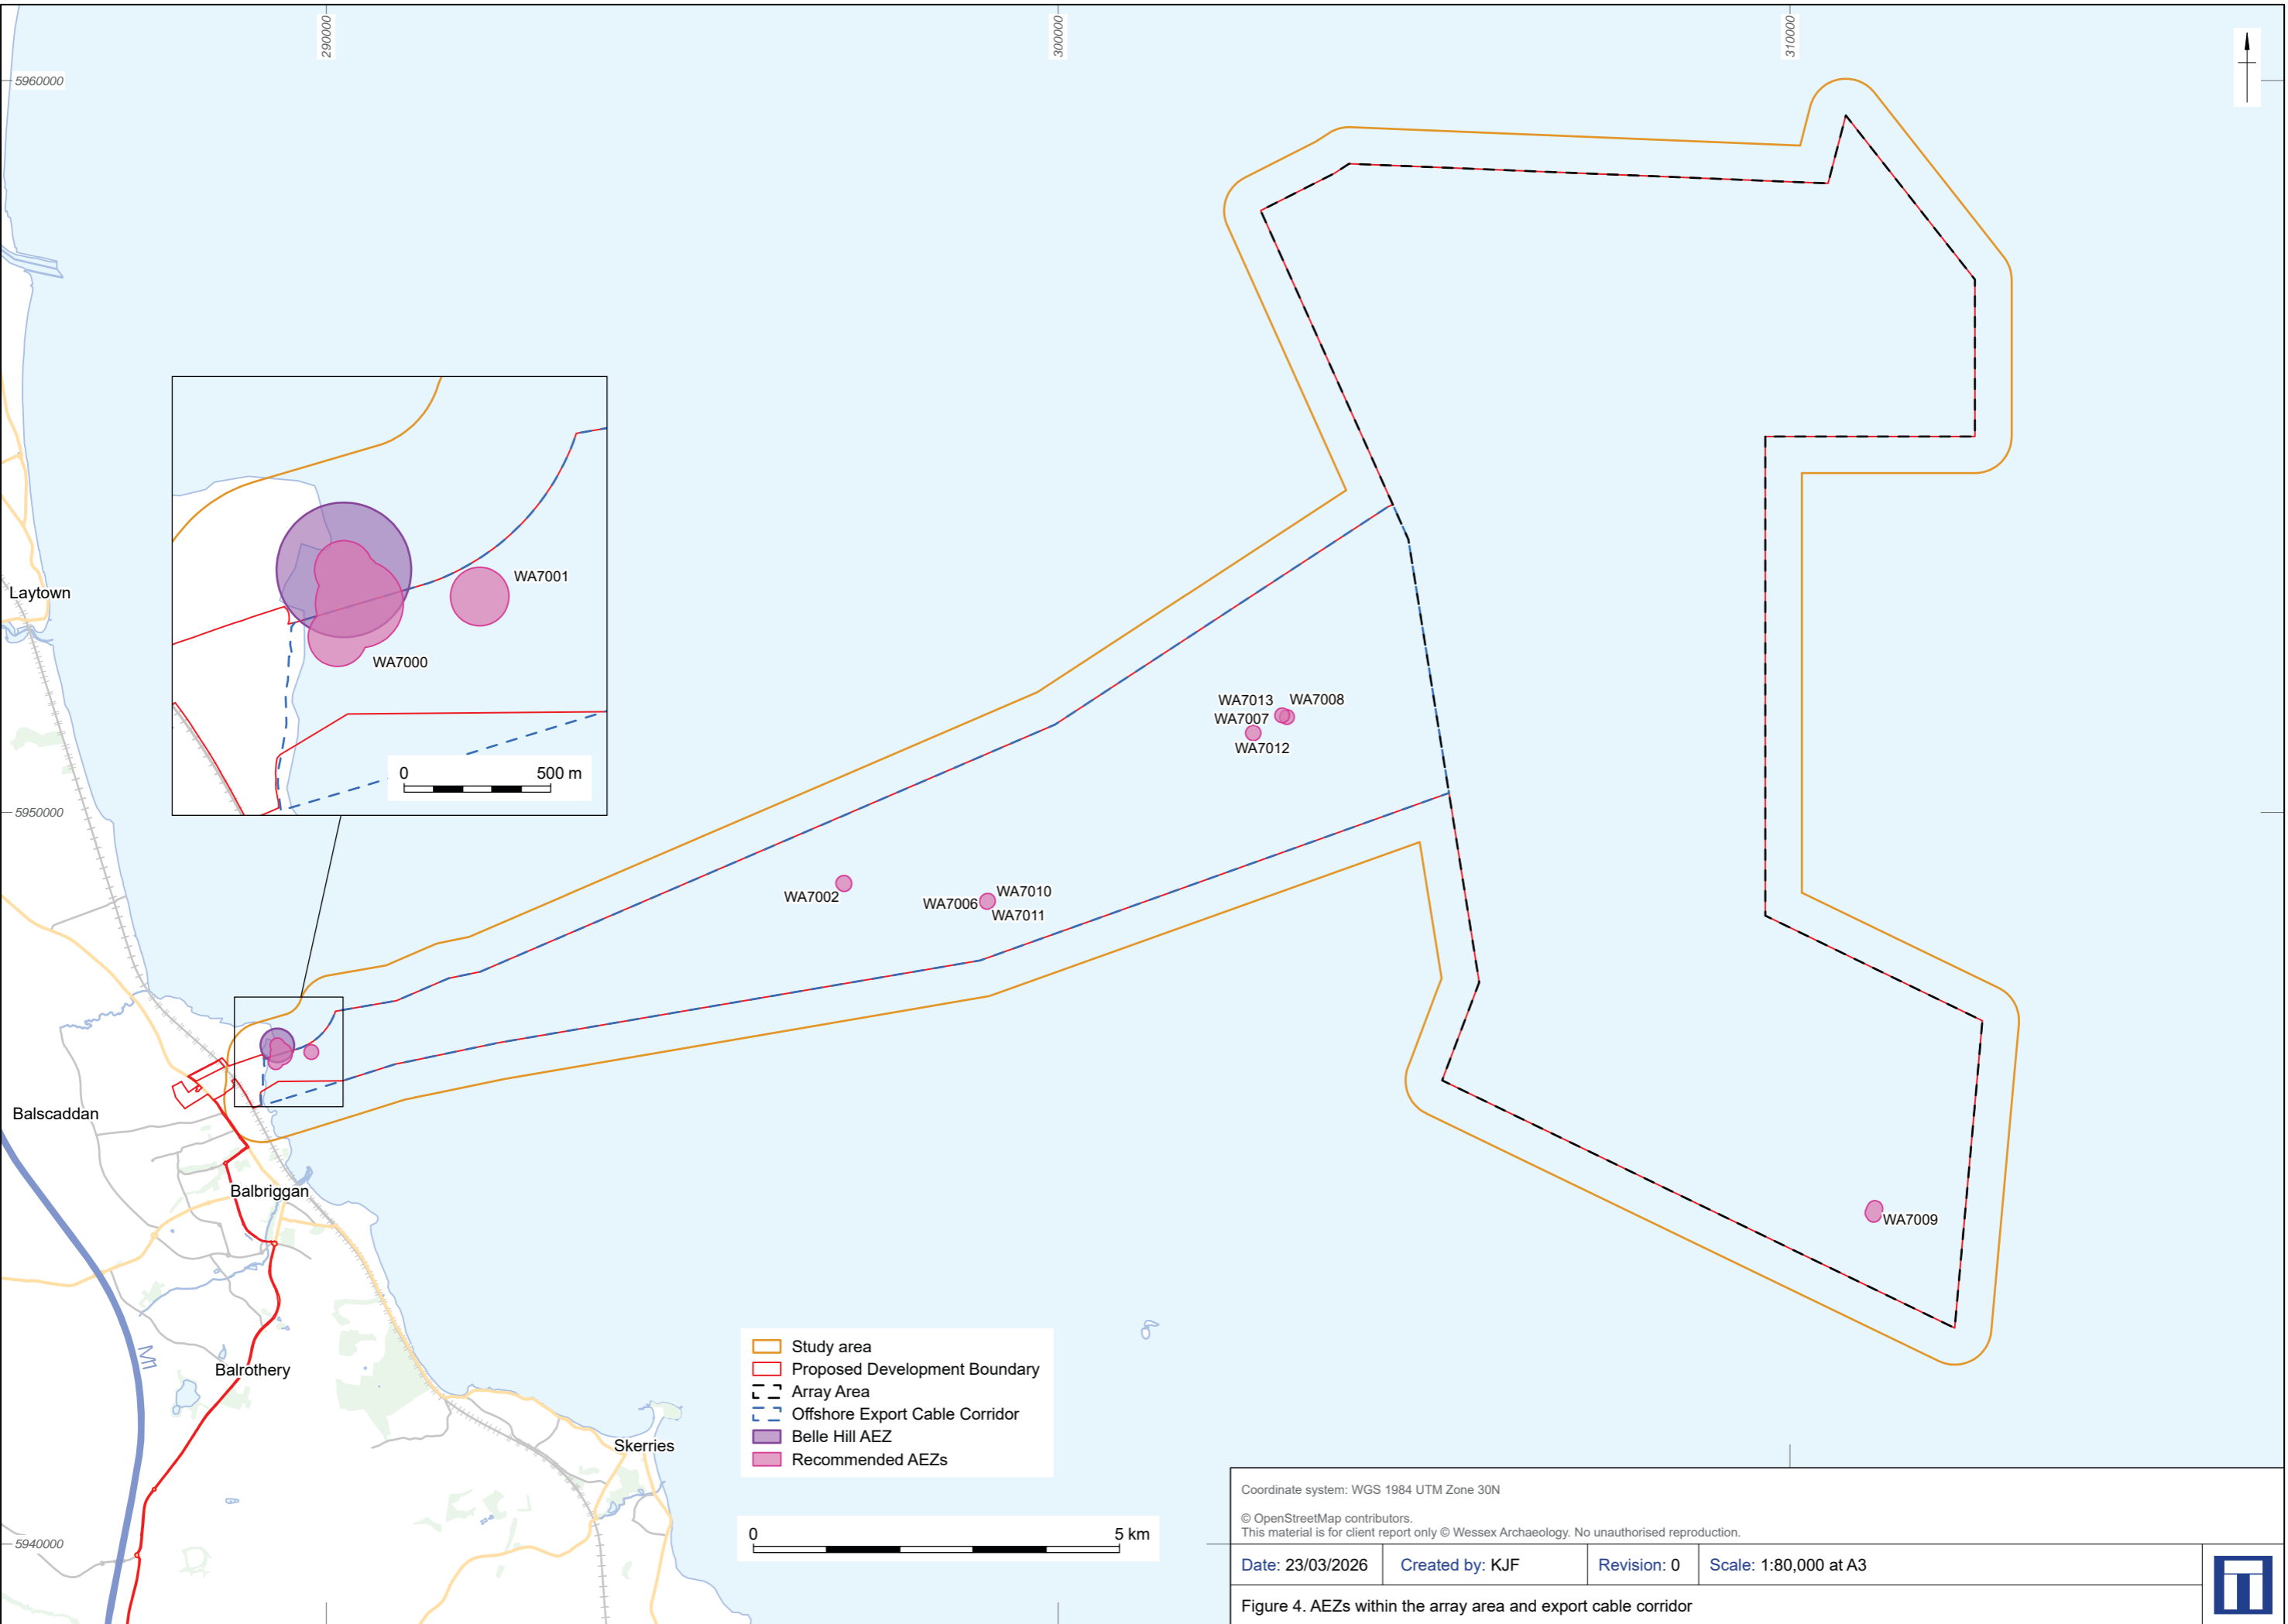 290000
300000
310000
5960000
5950000
5940000
WA7001
WA7000
0 500 m
Laytown
WA7013 WA7008
WA7007
WA7012
WA7002
WA7010
WA7006
WA7011
Balscaddan
Balbriggan
WA7009
M1
Balrothery
Skerries
Study area
Proposed Development Boundary
Array Area
Offshore Export Cable Corridor
Belle Hill AEZ
Recommended AEZs
0 5 km
Coordinate system: WGS 1984 UTM Zone 30N
© OpenStreetMap contributors.
This material is for client report only © Wessex Archaeology. No unauthorised reproduction.
Date: 23/03/2026 Created by: KJF Revision: 0 Scale: 1:80,000 at A3
Figure 4. AEZs within the array area and export cable corridor